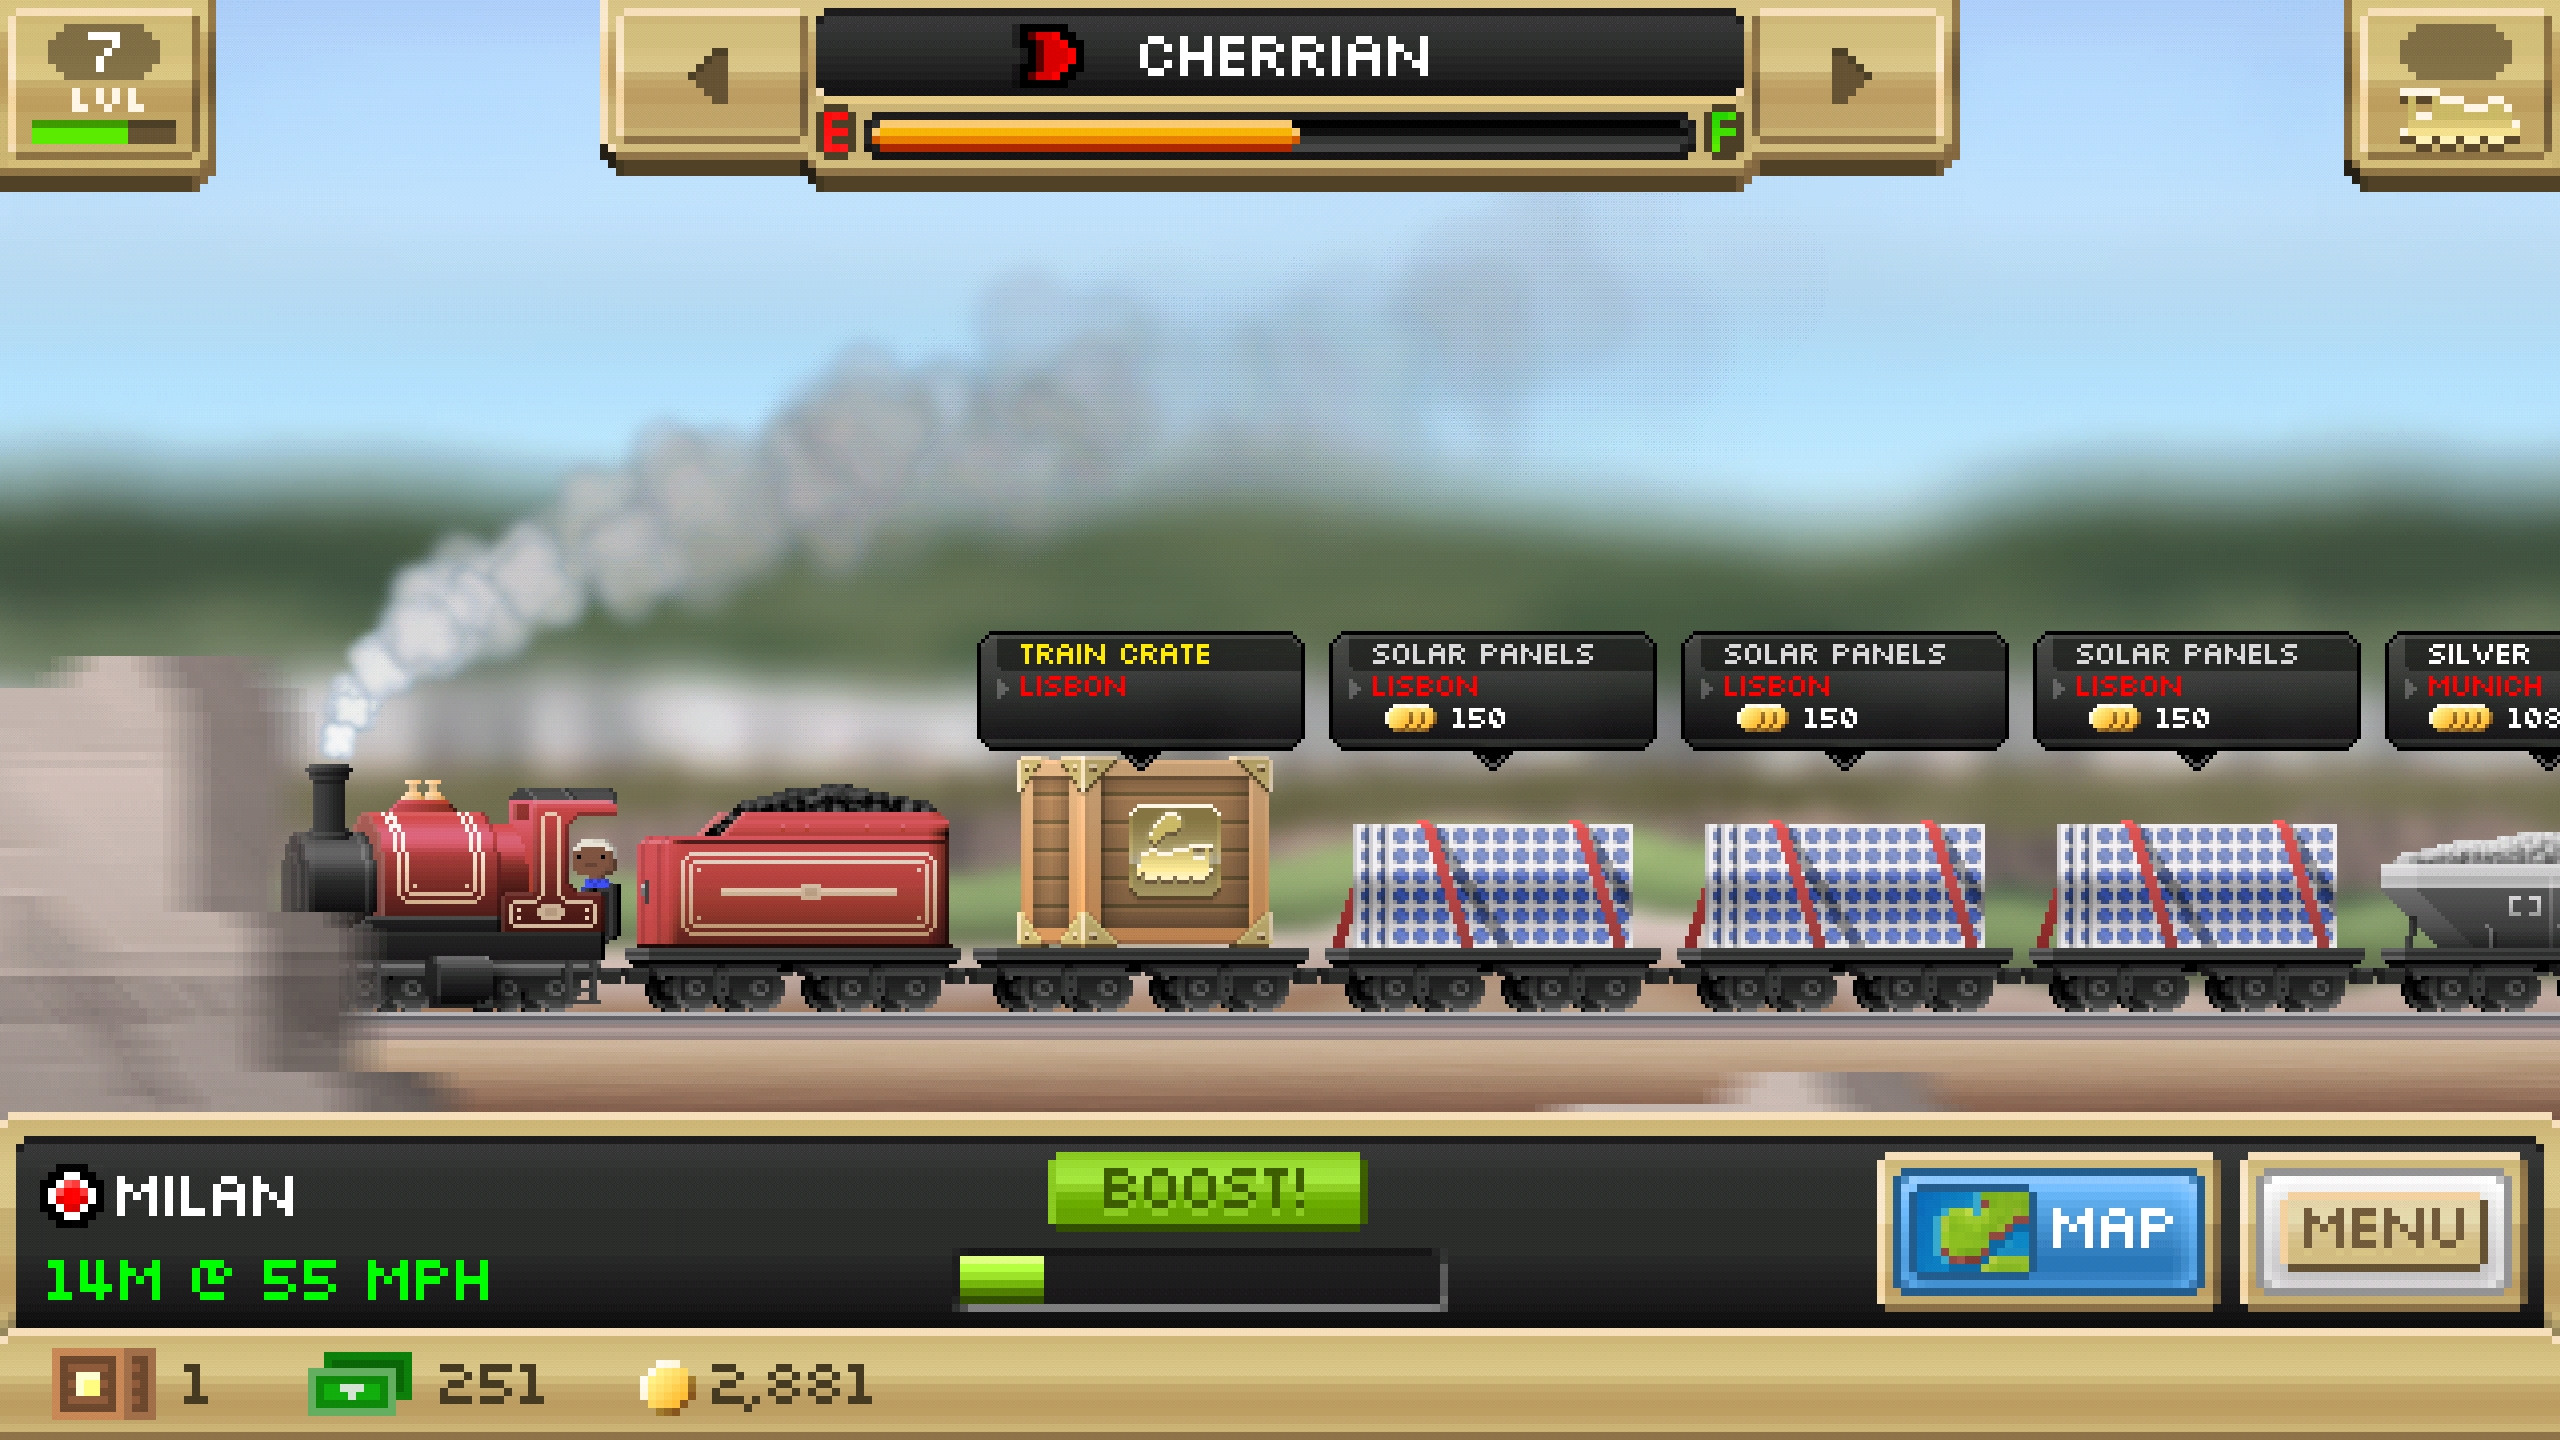 7
LVL
CHERRIAN
E F
TRAIN CRATE
LISBON
SOLAR PANELS
LISBON
150
SOLAR PANELS
LISBON
150
SOLAR PANELS
LISBON
150
SILVER
MUNICH
108
MILAN
14M @ 55 MPH
BOOST!
MAP
MENU
1
251
2,881